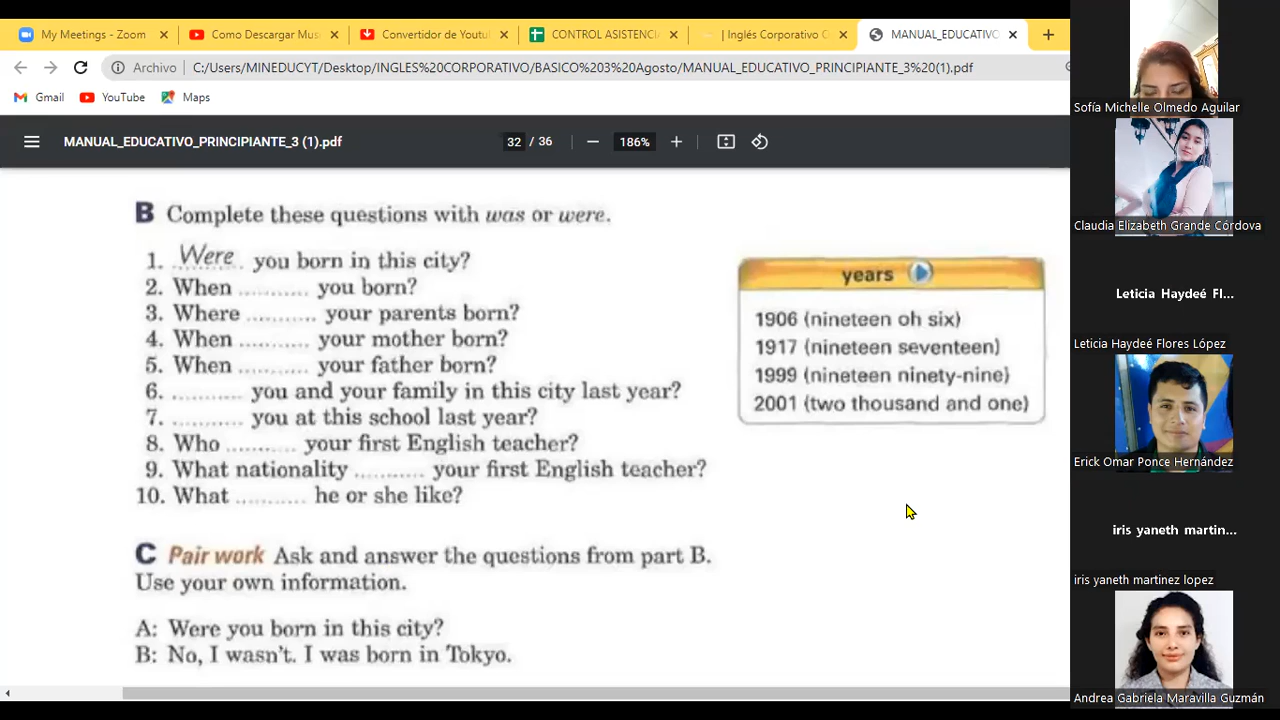 My Meetings - Zoom
Como Descargar Mus
Convertidor de Youtu
CONTROL ASISTENCI
| Inglés Corporativo
MANUAL_EDUCATIVO
Archivo
C:/Users/MINEDUCYT/Desktop/INGLES%20CORPORATIVO/BASICO%203%20Agosto/MANUAL_EDUCATIVO_PRINCIPIANTE_3%20(1).pdf
Gmail
YouTube
Maps
MANUAL_EDUCATIVO_PRINCIPIANTE_3 (1).pdf
32 / 36
186%
B Complete these questions with was or were.
1. Were you born in this city?
2. When .......... you born?
3. Where .......... your parents born?
4. When .......... your mother born?
5. When .......... your father born?
6. .......... you and your family in this city last year?
7. .......... you at this school last year?
8. Who .......... your first English teacher?
9. What nationality .......... your first English teacher?
10. What .......... he or she like?
years
1906 (nineteen oh six)
1917 (nineteen seventeen)
1999 (nineteen ninety-nine)
2001 (two thousand and one)
C Pair work Ask and answer the questions from part B.
Use your own information.
A: Were you born in this city?
B: No, I wasn't. I was born in Tokyo.
Sofía Michelle Olmedo Aguilar
Claudia Elizabeth Grande Córdova
Leticia Haydeé Fl...
Leticia Haydeé Flores López
Erick Omar Ponce Hernández
iris yaneth martin...
iris yaneth martinez lopez
Andrea Gabriela Maravilla Guzmán